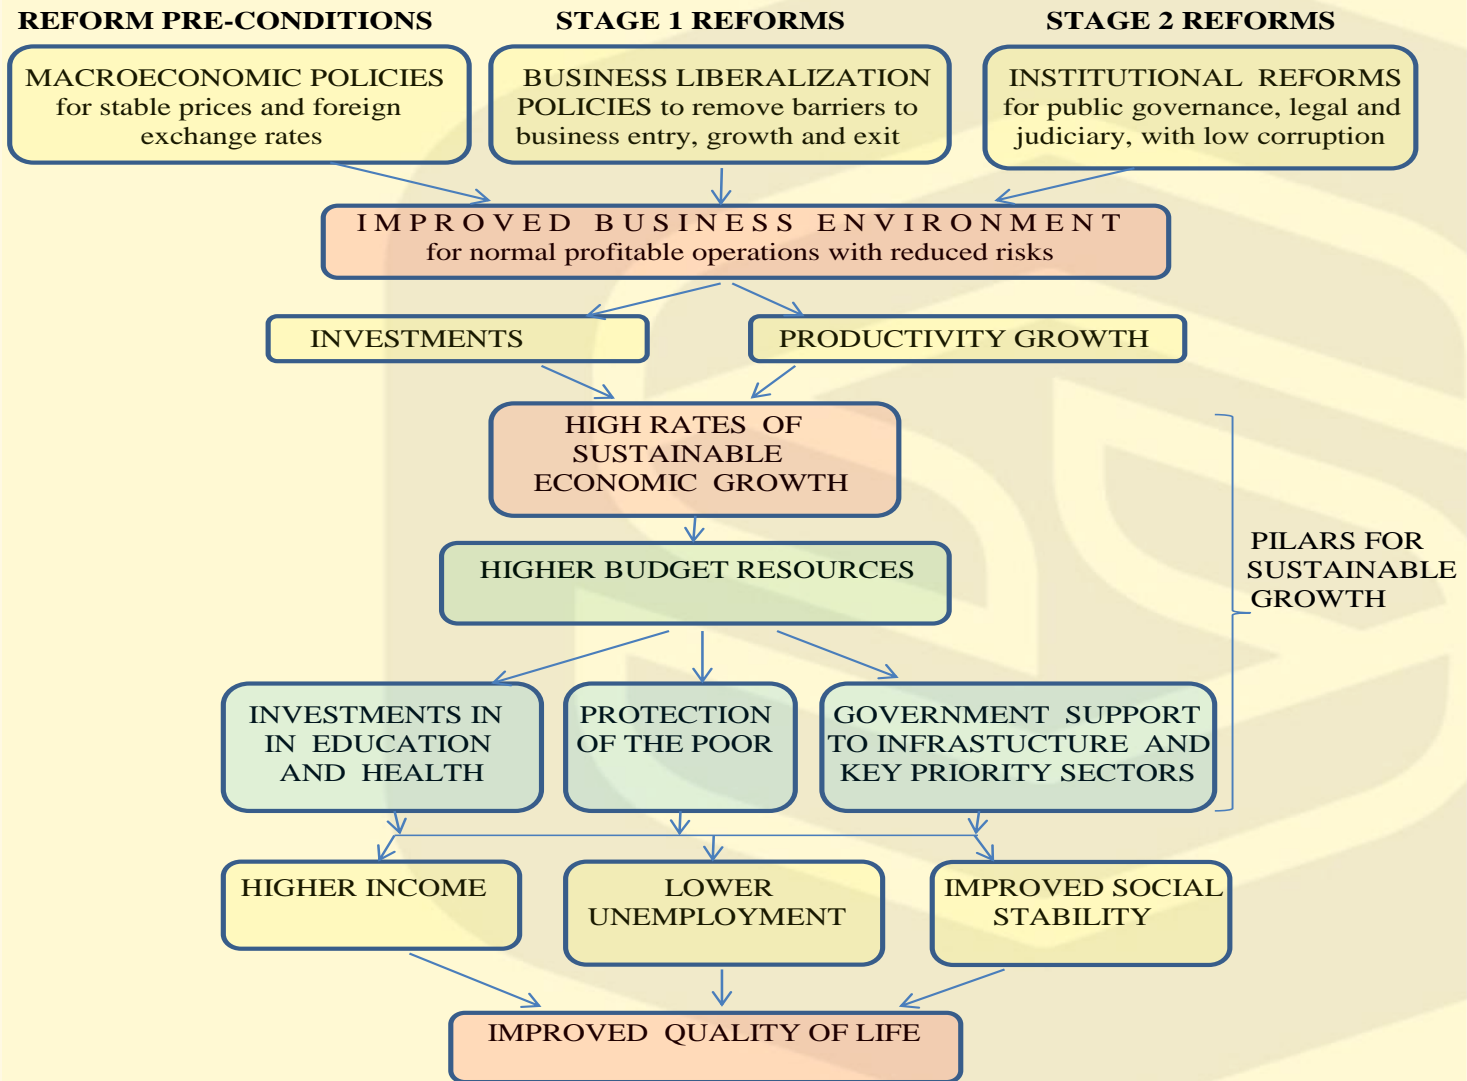 REFORM PRE-CONDITIONS
STAGE 1 REFORMS
STAGE 2 REFORMS
MACROECONOMIC POLICIES
for stable prices and foreign
exchange rates
BUSINESS LIBERALIZATION
POLICIES to remove barriers to
business entry, growth and exit
INSTITUTIONAL REFORMS
for public governance, legal and
judiciary, with low corruption
IMPROVED BUSINESS ENVIRONMENT
for normal profitable operations with reduced risks
INVESTMENTS
PRODUCTIVITY GROWTH
HIGH RATES OF
SUSTAINABLE
ECONOMIC GROWTH
HIGHER BUDGET RESOURCES
PILARS FOR
SUSTAINABLE
GROWTH
INVESTMENTS IN
IN EDUCATION
AND HEALTH
PROTECTION
OF THE POOR
GOVERNMENT SUPPORT
TO INFRASTUCTURE AND
KEY PRIORITY SECTORS
HIGHER INCOME
LOWER
UNEMPLOYMENT
IMPROVED SOCIAL
STABILITY
IMPROVED QUALITY OF LIFE